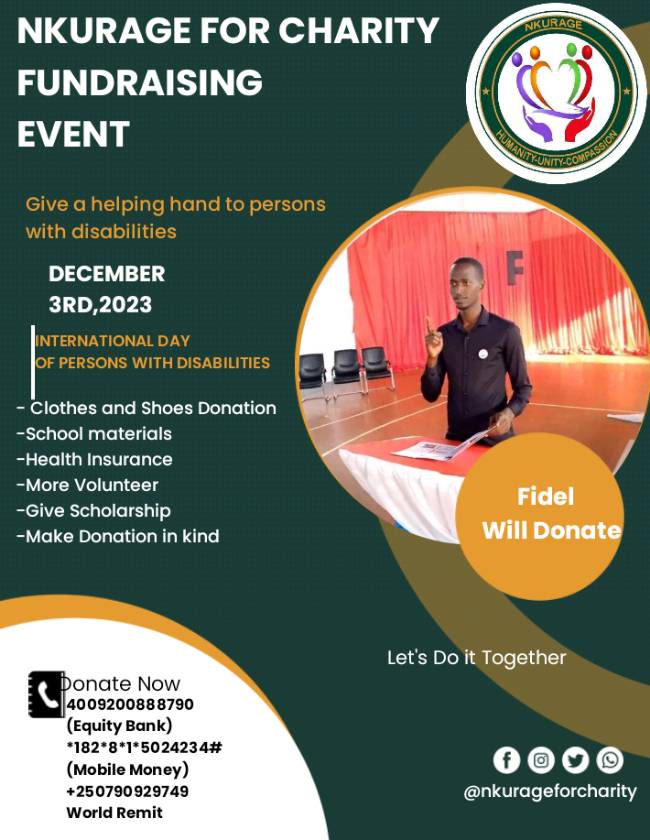 NKURAGE FOR CHARITY
FUNDRAISING
EVENT
NKURAGE
HUMANITY-UNITY-COMPASSION
Give a helping hand to persons
with disabilities
DECEMBER
3RD,2023
INTERNATIONAL DAY
OF PERSONS WITH DISABILITIES
- Clothes and Shoes Donation
-School materials
-Health Insurance
-More Volunteer
-Give Scholarship
-Make Donation in kind
F
Fidel
Will Donate
Let's Do it Together
Donate Now
4009200888790
(Equity Bank)
*182*8*1*5024234#
(Mobile Money)
+250790929749
World Remit
@nkurageforcharity